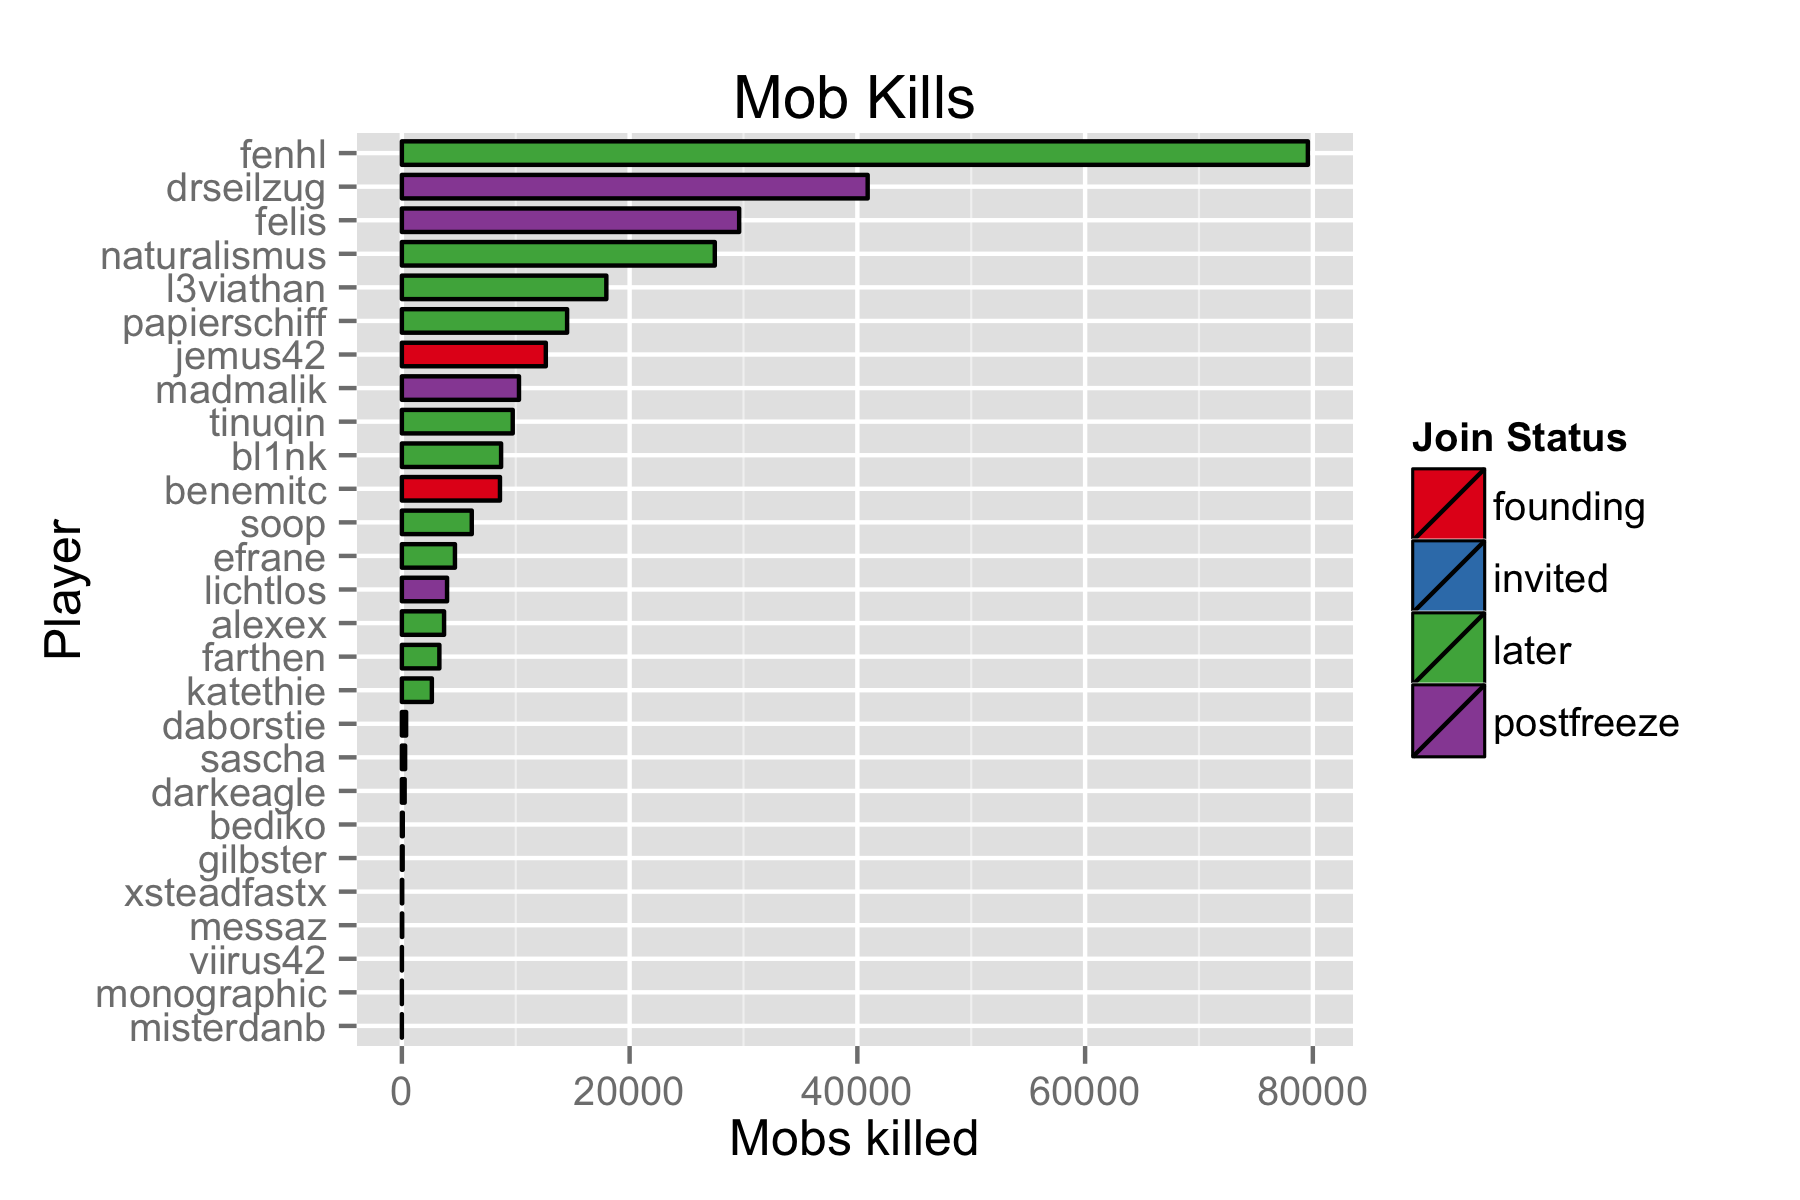 Mob Kills
fenhl
drseilzug
felis
naturalismus
l3viathan
papierschiff
jemus42
madmalik
tinuqin
bl1nk
benemitc
soop
efrane
lichtlos
alexex
farthen
katethie
daborstie
sascha
darkeagle
bediko
gilbster
xsteadfastx
messaz
viirus42
monographic
misterdanb
Player
0 20000 40000 60000 80000
Mobs killed
Join Status
founding
invited
later
postfreeze